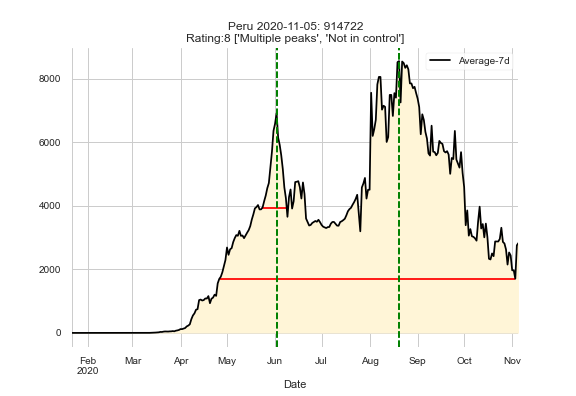 Peru 2020-11-05: 914722
Rating:8 ['Multiple peaks', 'Not in control']
Average-7d
8000
6000
4000
2000
0
Feb Mar Apr May Jun Jul Aug Sep Oct Nov
2020
Date